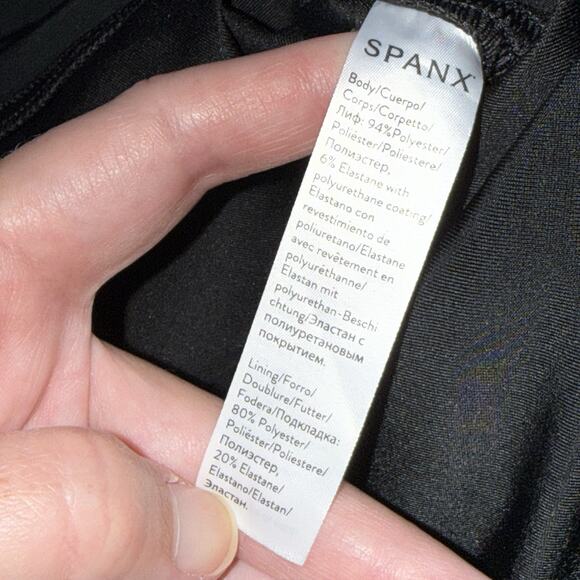 SPANX
Body/Cuerpo/
Corps/Corpetto/
Лиф: 94%Polyester/
Poliéster/Poliestere/
Полиэстер,
6% Elastane with
polyurethane coating/
Elastano con
revestimiento de
poliuretano/Elastane
avec revêtement en
polyuréthanne/
Elastan mit
polyurethan-Beschi
chtung/Эластан с
полиуретановым
покрытием.
Lining/Forro/
Doublure/Futter/
Fodera/Подкладка:
80% Polyester/
Poliéster/Poliestere/
Полиэстер,
20% Elastane/
Elastano/Elastan/
Эластан.